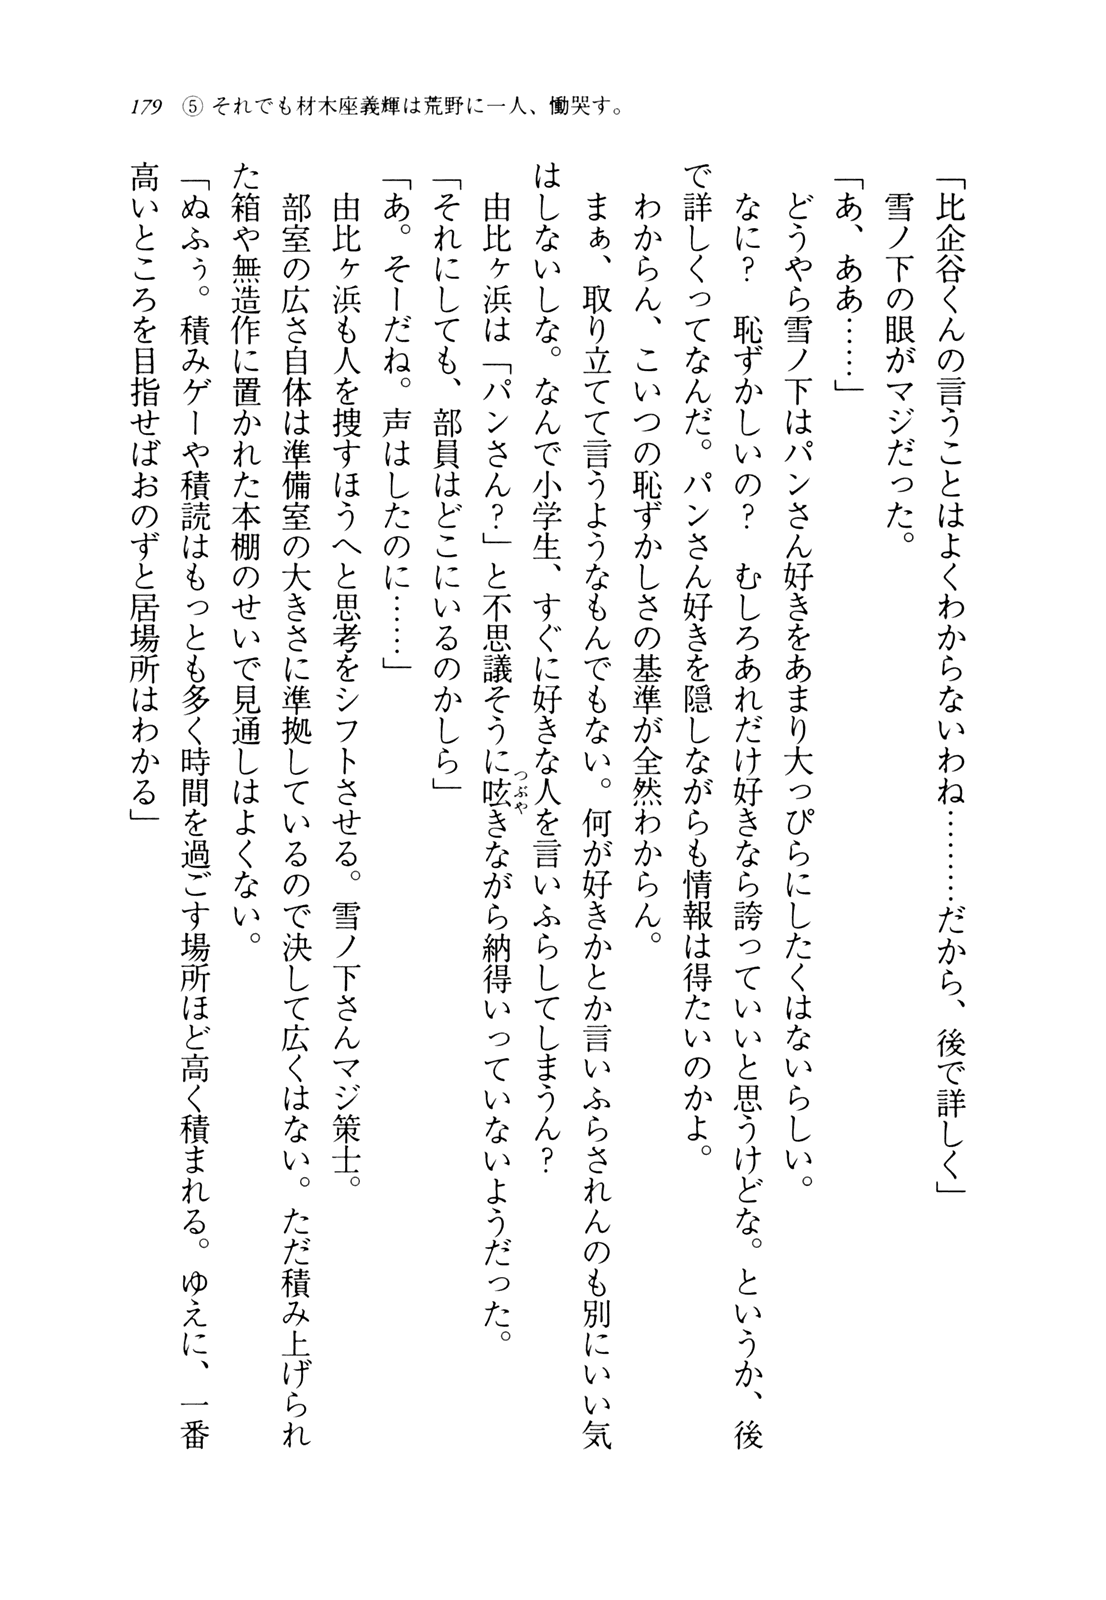 179 ⑤ それでも材木座義輝は荒野に一人、慟哭す。
「比企谷くんの言うことはよくわからないわね………だから、後で詳しく」
　雪ノ下の眼がマジだった。
「あ、ああ……」
　どうやら雪ノ下はパンさん好きをあまり大っぴらにしたくはないらしい。
　なに？　恥ずかしいの？　むしろあれだけ好きなら誇っていいと思うけどな。というか、後
で詳しくってなんだ。パンさん好きを隠しながらも情報は得たいのかよ。
　わからん、こいつの恥ずかしさの基準が全然わからん。
　まぁ、取り立てて言うようなもんでもない。何が好きかとか言いふらされんのも別にいい気
はしないしな。なんで小学生、すぐに好きな人を言いふらしてしまうん？
　由比ヶ浜は「パンさん？」と不思議そうに呟つぶやきながら納得いっていないようだった。
「それにしても、部員はどこにいるのかしら」
「あ。そーだね。声はしたのに……」
　由比ヶ浜も人を捜すほうへと思考をシフトさせる。雪ノ下さんマジ策士。
　部室の広さ自体は準備室の大きさに準拠しているので決して広くはない。ただ積み上げられ
た箱や無造作に置かれた本棚のせいで見通しはよくない。
「ぬふぅ。積みゲーや積読はもっとも多く時間を過ごす場所ほど高く積まれる。ゆえに、一番
高いところを目指せばおのずと居場所はわかる」